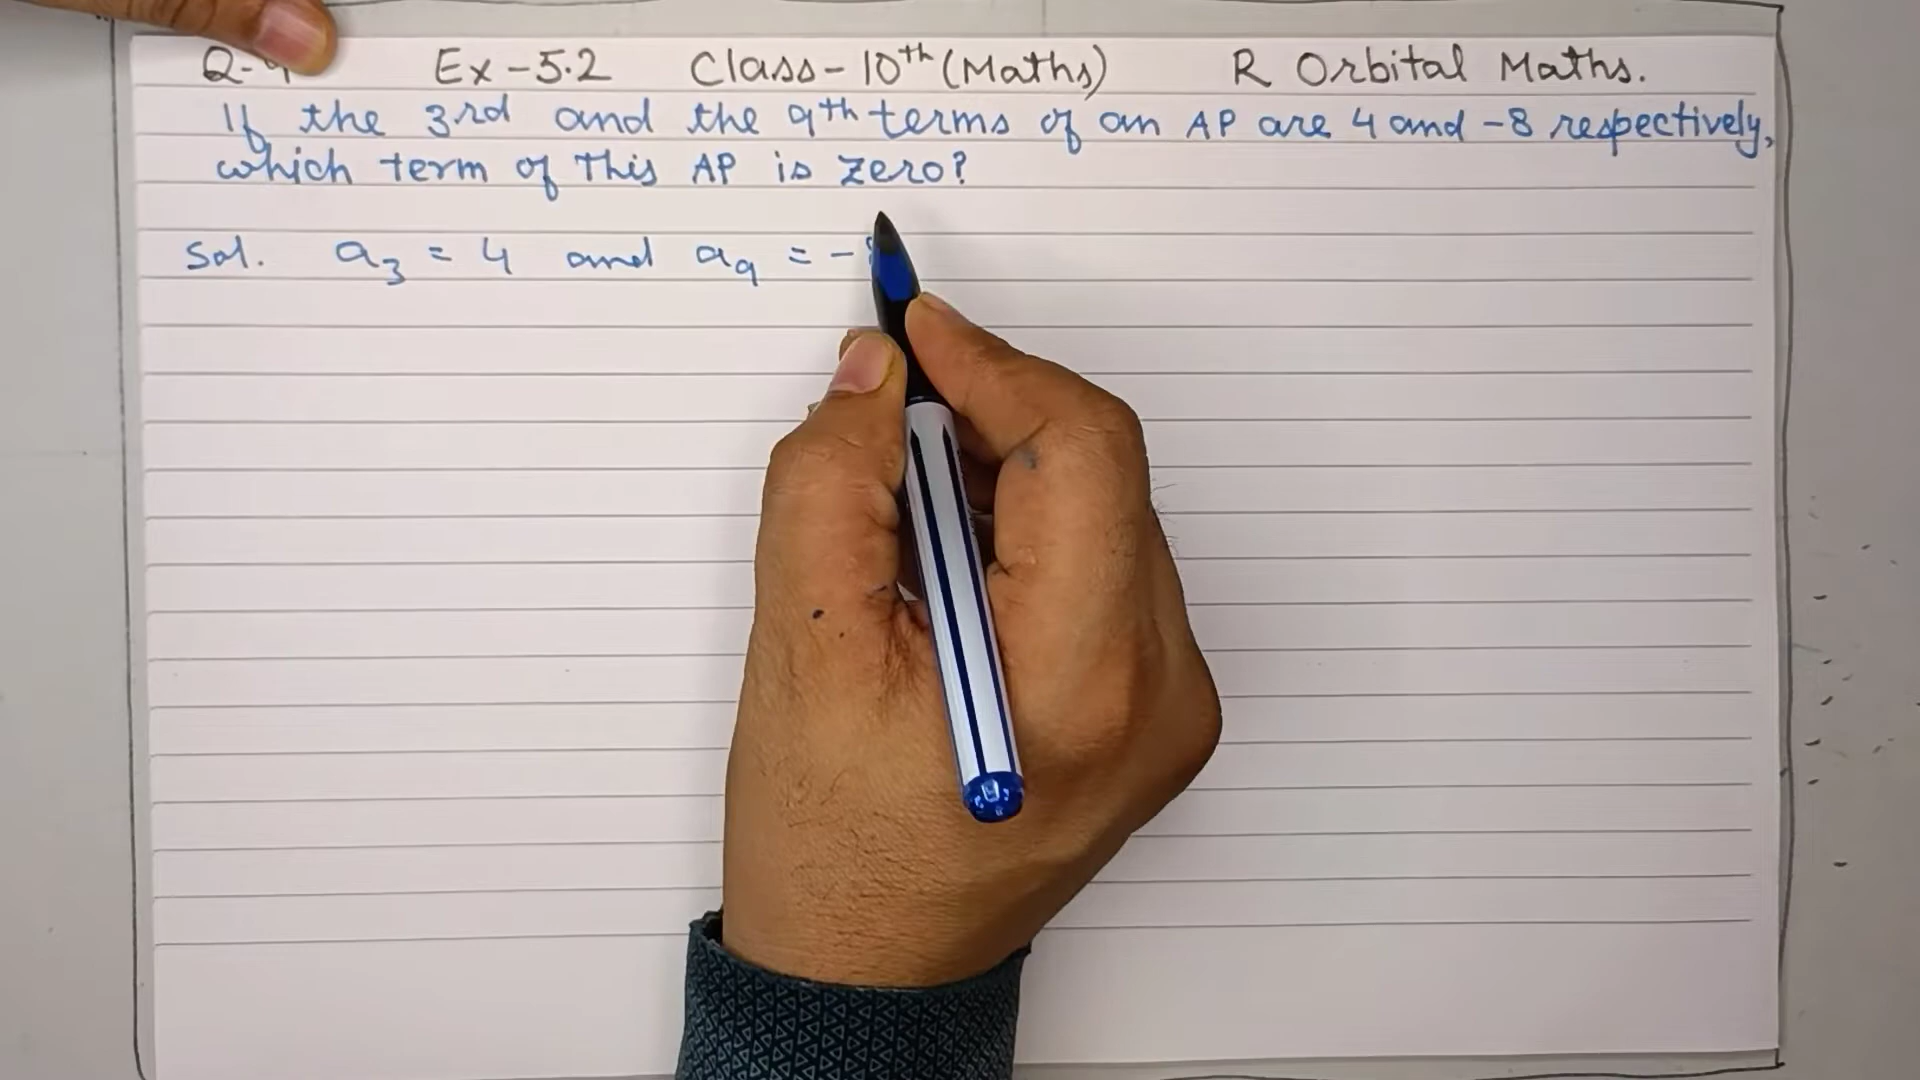 Q-9 Ex-5.2 Class-10th (Maths) R Orbital Maths.
If the 3rd and the 9th terms of an AP are 4 and -8 respectively,
which term of this AP is zero?
Sol. a3 = 4 and a9 = -